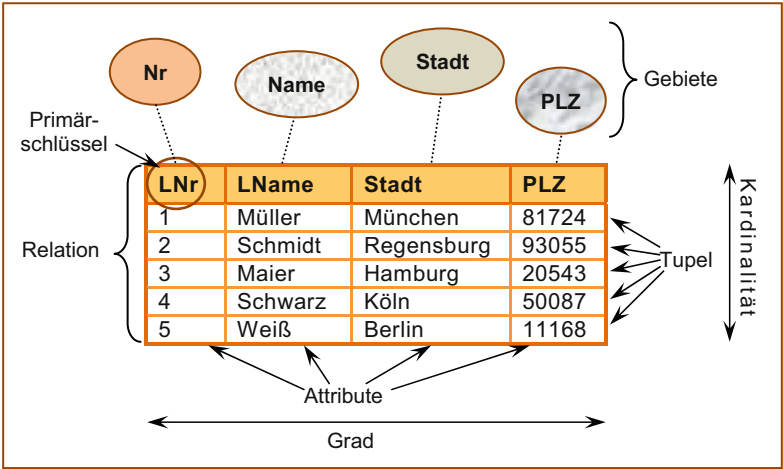 Nr
Name
Stadt
PLZ
Gebiete
Primär-
schlüssel
LNr LName Stadt PLZ
1 Müller München 81724
2 Schmidt Regensburg 93055
3 Maier Hamburg 20543
4 Schwarz Köln 50087
5 Weiß Berlin 11168
Relation
Tupel
Kardinalität
Attribute
Grad